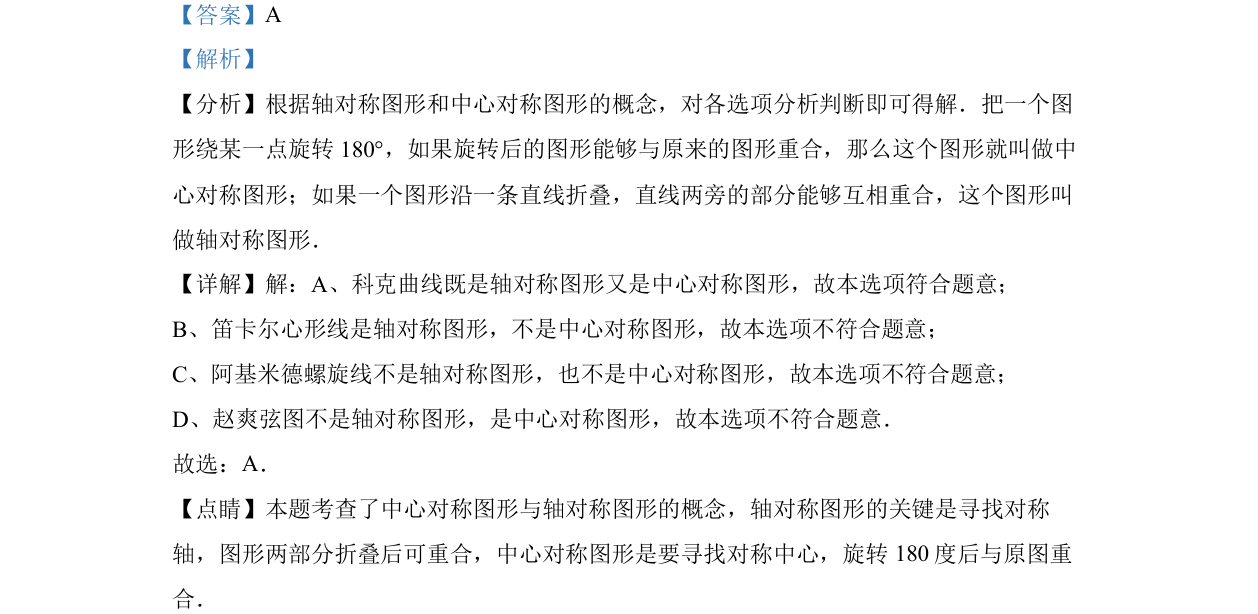 【答案】A
【解析】
【分析】根据轴对称图形和中心对称图形的概念，对各选项分析判断即可得解．把一个图
形绕某一点旋转 180°，如果旋转后的图形能够与原来的图形重合，那么这个图形就叫做中
心对称图形；如果一个图形沿一条直线折叠，直线两旁的部分能够互相重合，这个图形叫
做轴对称图形．
【详解】解：A、科克曲线既是轴对称图形又是中心对称图形，故本选项符合题意；
B、笛卡尔心形线是轴对称图形，不是中心对称图形，故本选项不符合题意；
C、阿基米德螺旋线不是轴对称图形，也不是中心对称图形，故本选项不符合题意；
D、赵爽弦图不是轴对称图形，是中心对称图形，故本选项不符合题意．
故选：A．
【点睛】本题考查了中心对称图形与轴对称图形的概念，轴对称图形的关键是寻找对称
轴，图形两部分折叠后可重合，中心对称图形是要寻找对称中心，旋转 180 度后与原图重
合．